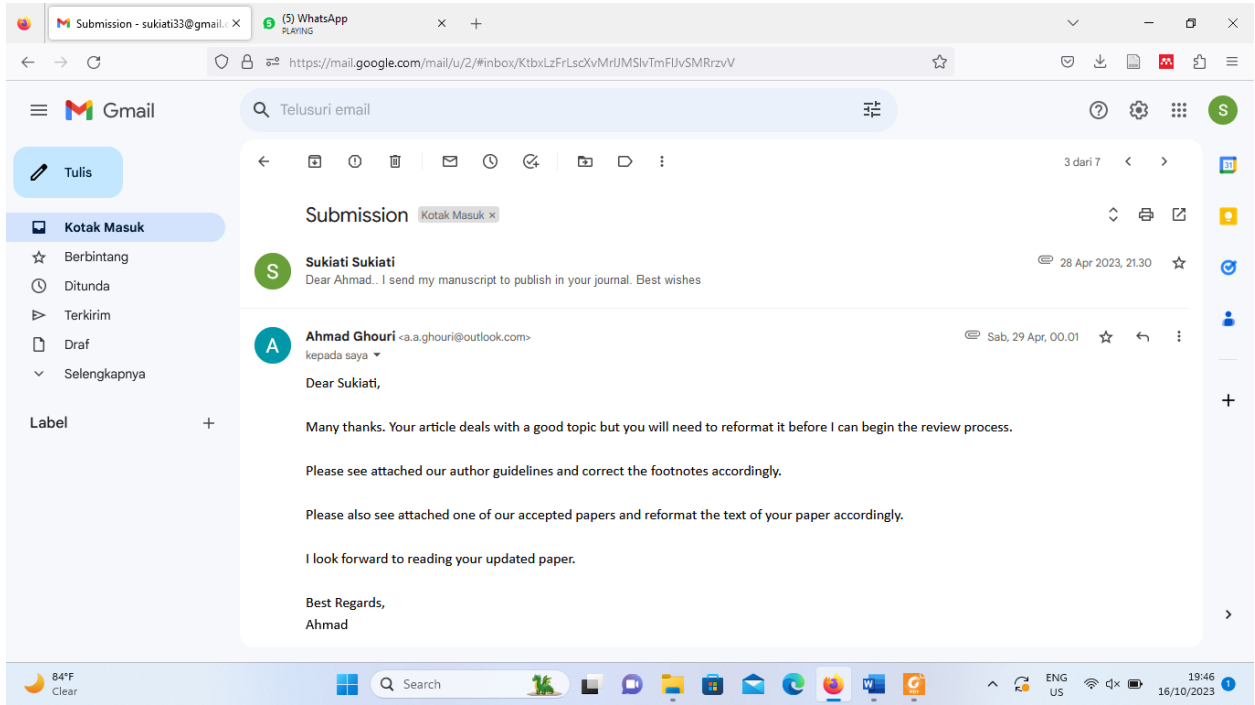 Submission - sukiati33@gmail.c
(5) WhatsApp
PLAYING
https://mail.google.com/mail/u/2/#inbox/KtbxLzFrLscXvMrlJMSlvTmFlJvSMRrzvV
Gmail
Telusuri email
S
Tulis
3 dari 7
31
Submission Kotak Masuk ×
Kotak Masuk
Berbintang
Ditunda
Terkirim
Draf
Selengkapnya
Label
S
Sukiati Sukiati
28 Apr 2023, 21.30
Dear Ahmad.. I send my manuscript to publish in your journal. Best wishes
A
Ahmad Ghouri <a.a.ghouri@outlook.com>
Sab, 29 Apr, 00.01
kepada saya
Dear Sukiati,
Many thanks. Your article deals with a good topic but you will need to reformat it before I can begin the review process.
Please see attached our author guidelines and correct the footnotes accordingly.
Please also see attached one of our accepted papers and reformat the text of your paper accordingly.
I look forward to reading your updated paper.
Best Regards,
Ahmad
84°F
Clear
Search
ENG
US
19:46
16/10/2023
1